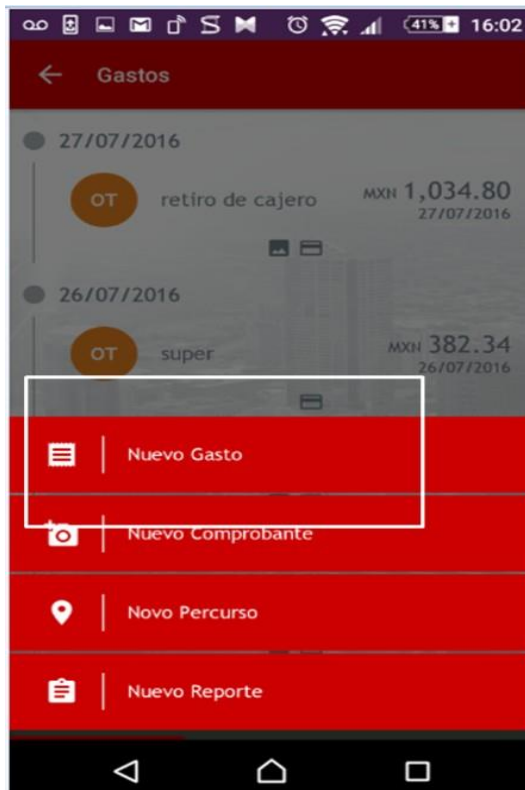 41% 16:02
Gastos
27/07/2016
OT retiro de cajero MXN 1,034.80
27/07/2016
26/07/2016
OT super MXN 382.34
26/07/2016
Nuevo Gasto
Nuevo Comprobante
Novo Percurso
Nuevo Reporte